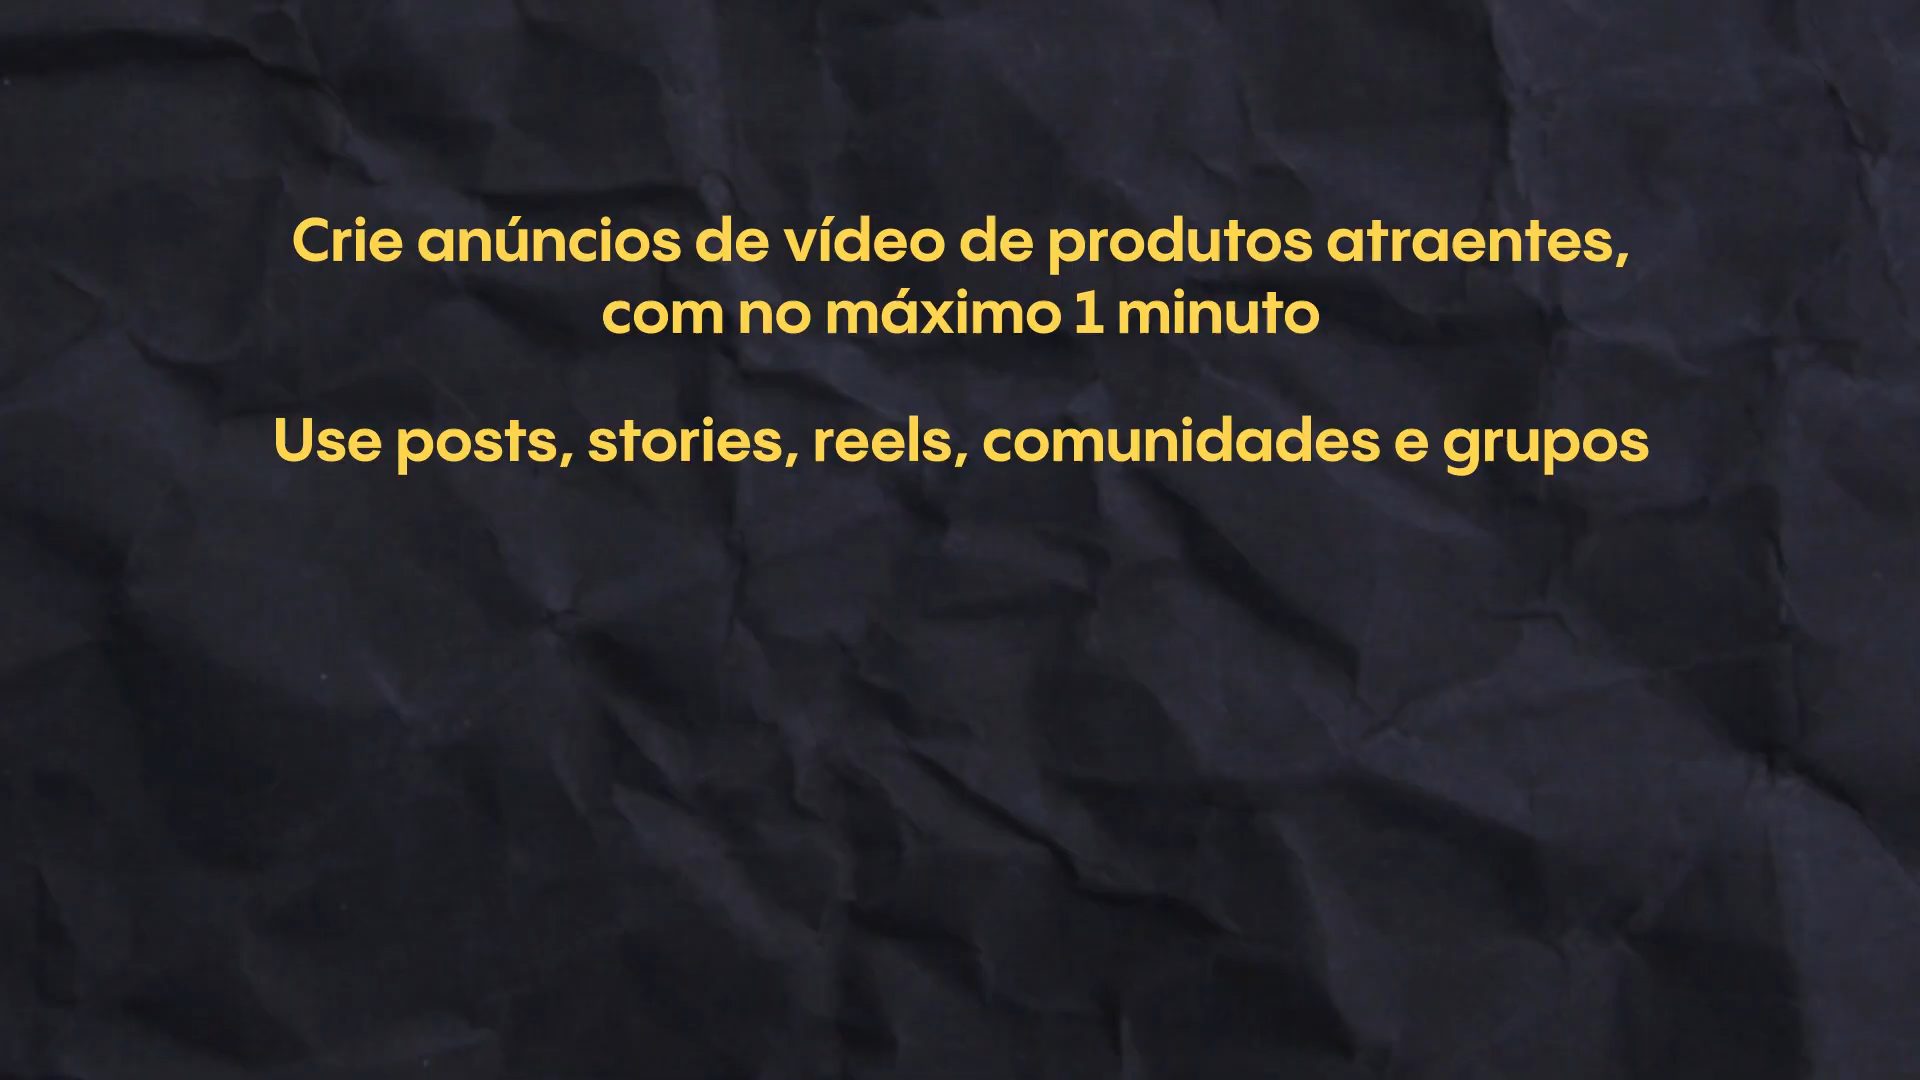 Crie anúncios de vídeo de produtos atraentes,
com no máximo 1 minuto
Use posts, stories, reels, comunidades e grupos